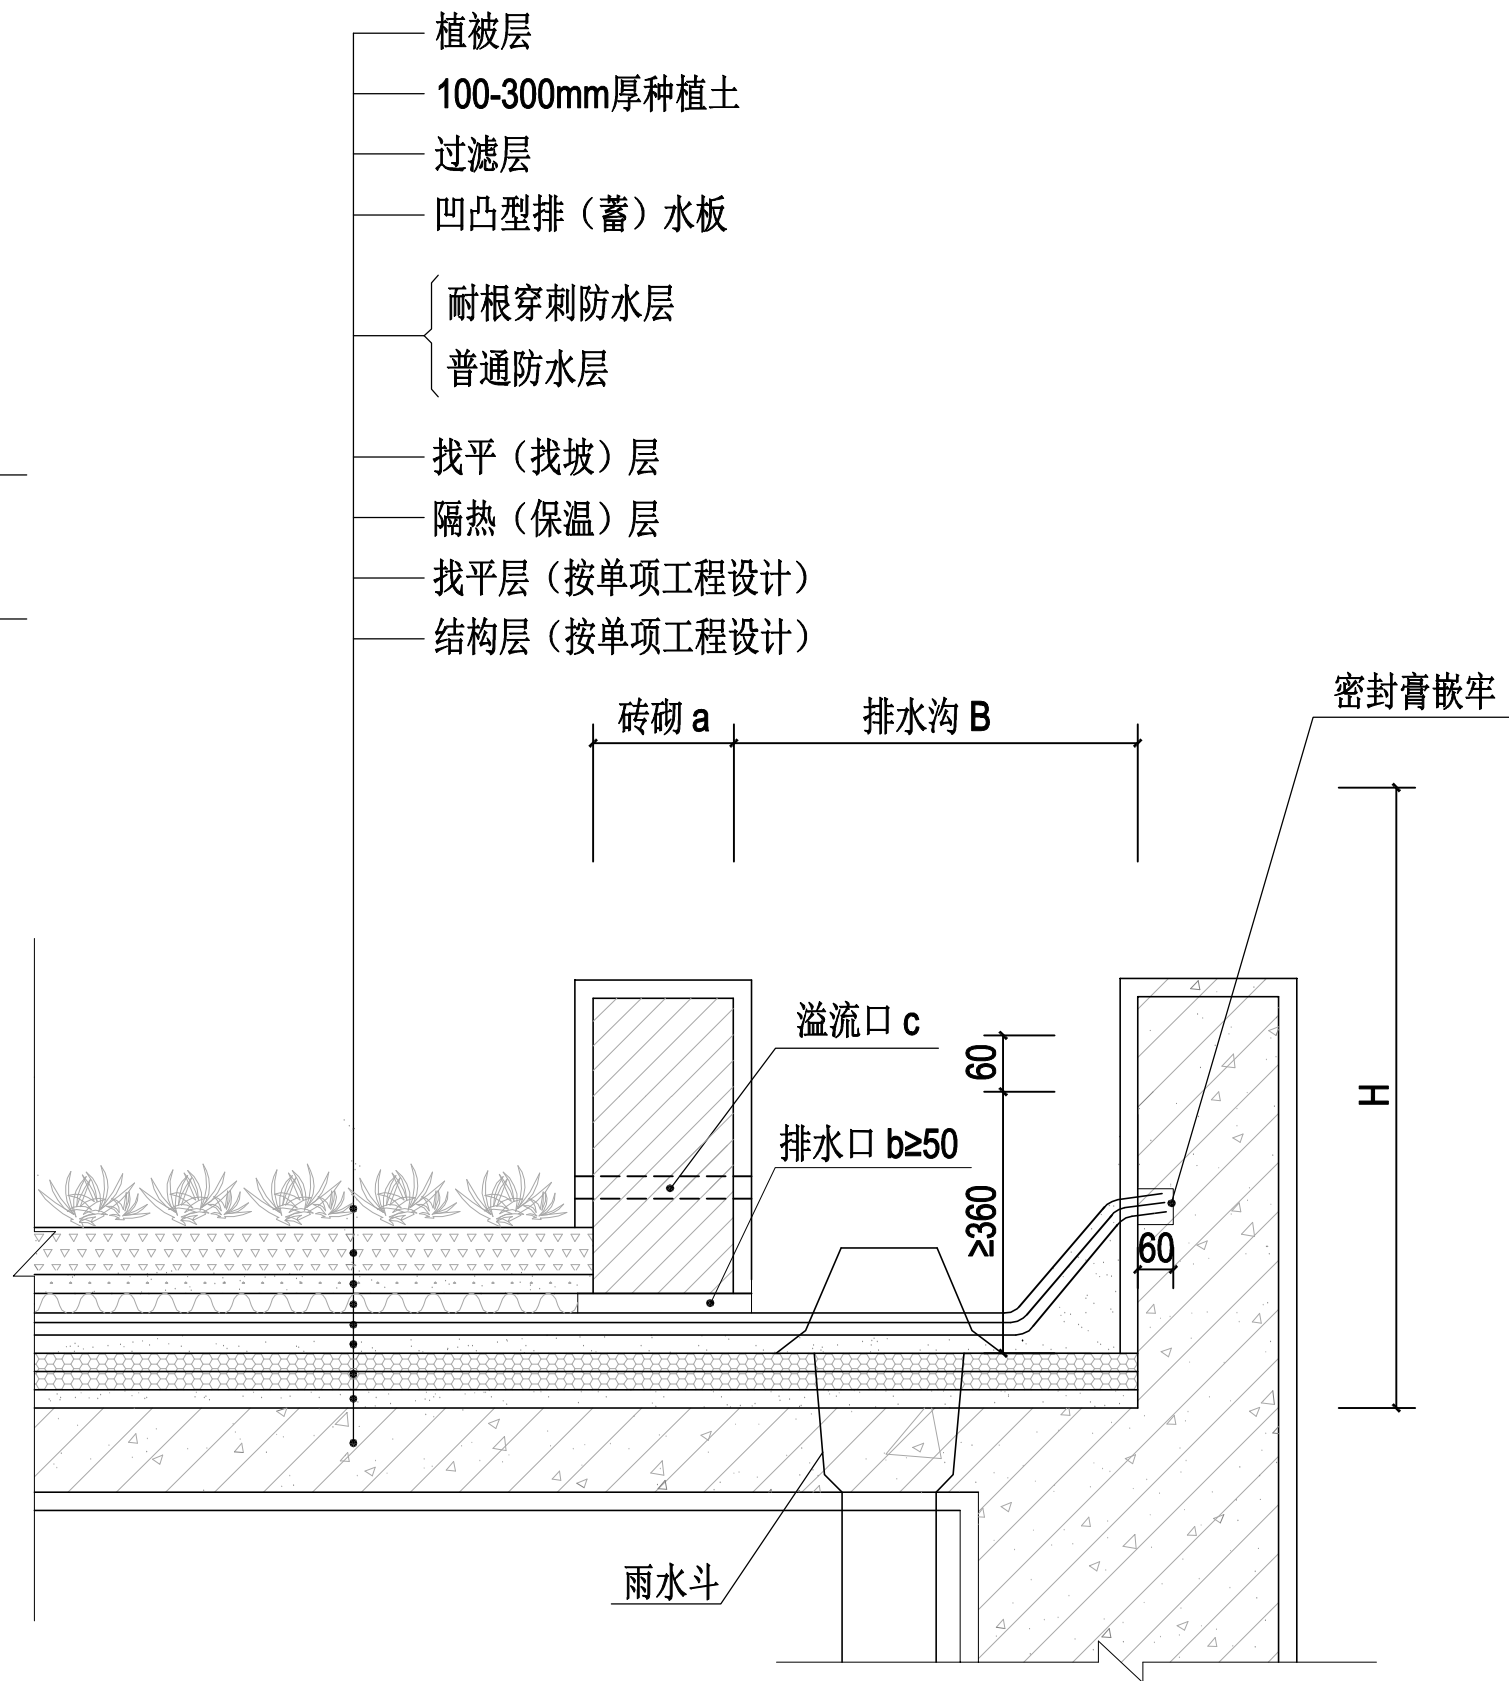 植被层
100-300mm厚种植土
过滤层
凹凸型排（蓄）水板
耐根穿刺防水层
普通防水层
找平（找坡）层
隔热（保温）层
找平层（按单项工程设计）
结构层（按单项工程设计）
密封膏嵌牢
砖砌 a
排水沟 B
溢流口 c
60
H
排水口 b≥50
≥360
60
雨水斗